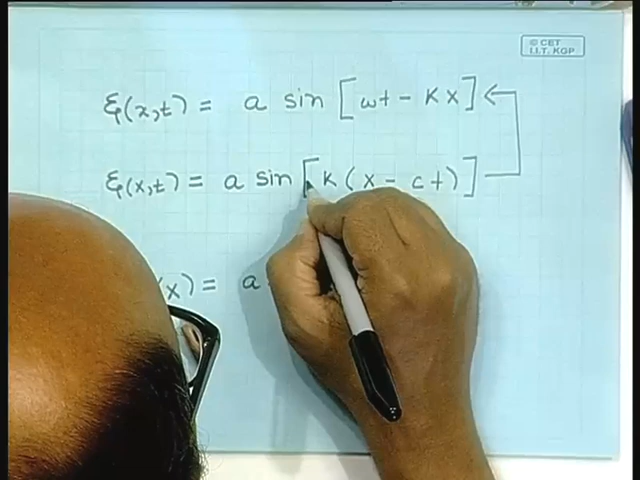 © CET
I.I.T. KGP
ξ(x,t) = a sin [ωt - kx]
ξ(x,t) = a sin [k(x - ct)]
x) = a